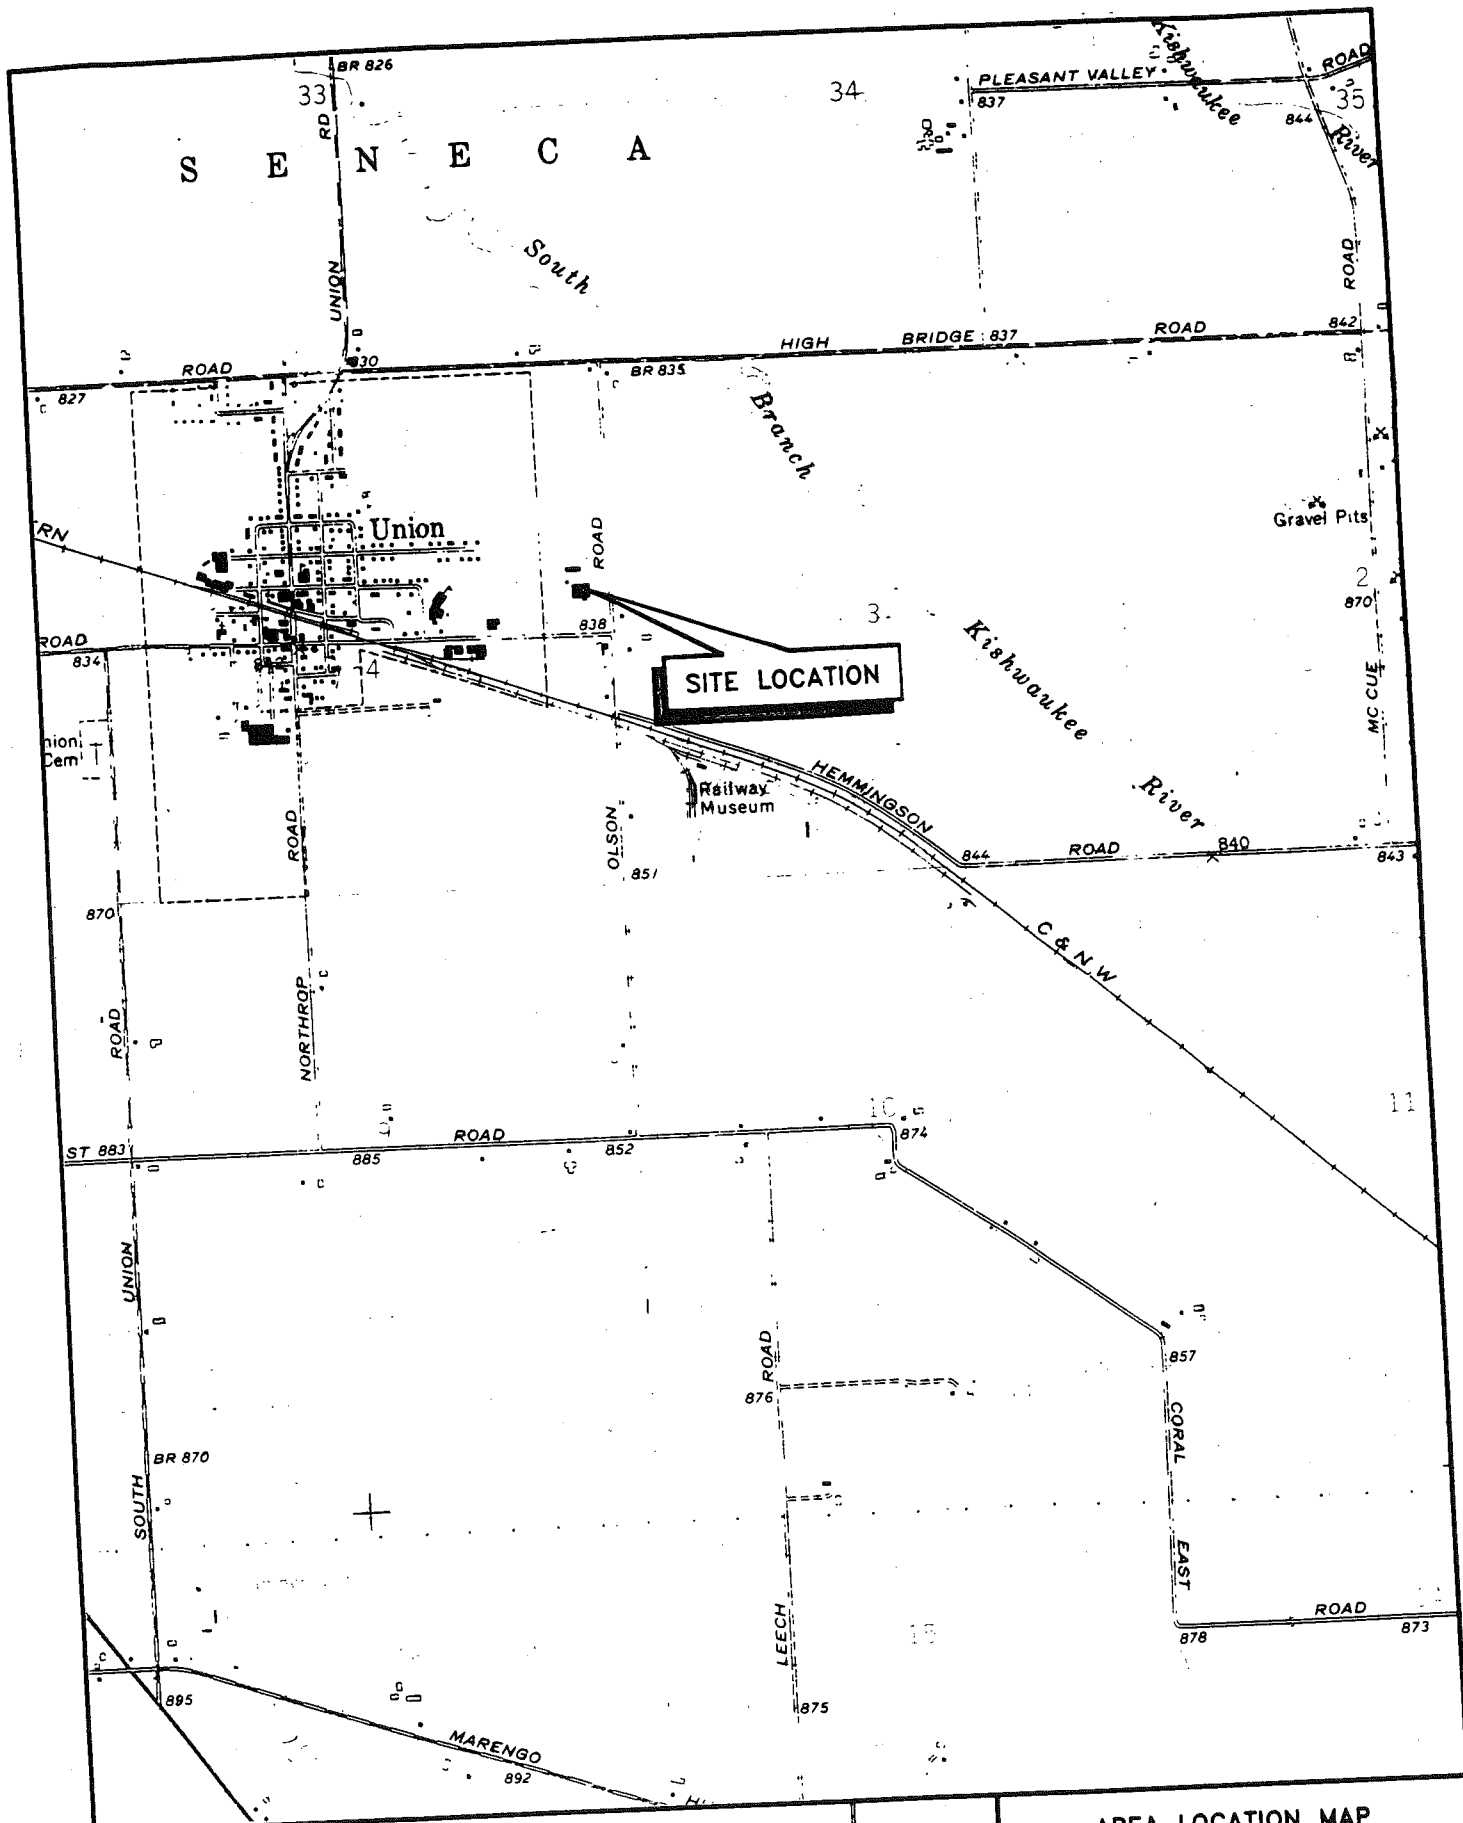 BR 826
33
34
PLEASANT VALLEY
ROAD
837
Kishwaukee
River
844
35
RD
S E N E C A
UNION
South
ROAD
ROAD
830
HIGH BRIDGE 837 ROAD
842
827
BR 835
Branch
Union
ROAD
Gravel Pits
RN
2
870
3
838
ROAD
834
4
SITE LOCATION
Kishwaukee
River
MC CUE
nion
Cem
Railway
Museum
HEMMINGSON
ROAD
OLSON
844
ROAD
840
843
851
870
C & N W
ROAD
NORTHROP
10
11
ST 883
ROAD
885
852
874
9
UNION
ROAD
857
876
CORAL
BR 870
SOUTH
EAST
LEECH
15
ROAD
878
873
895
875
MARENGO
892
H
AREA LOCATION MAP